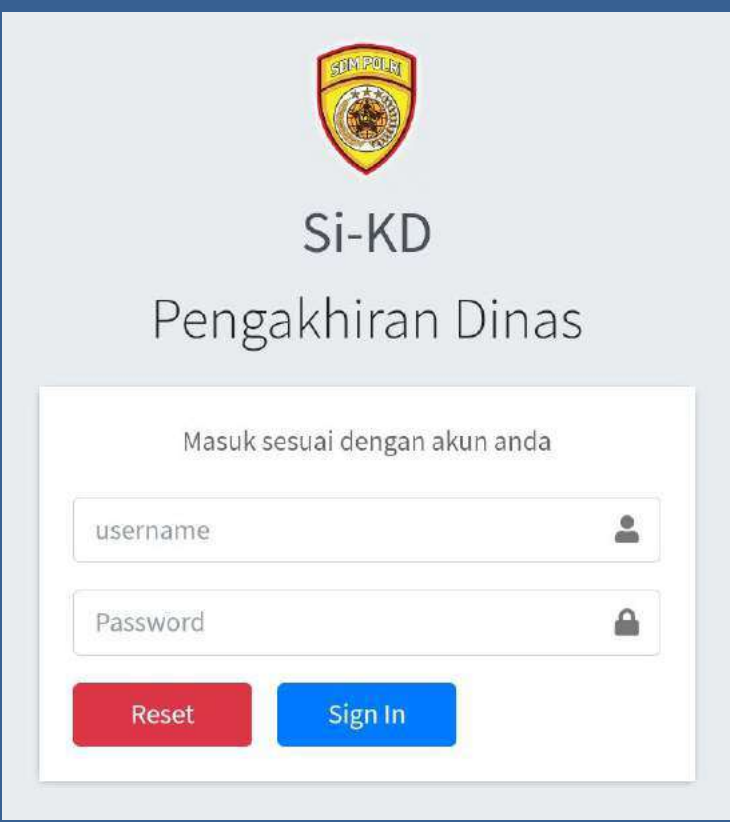 SDM POLRI
Si-KD
Pengakhiran Dinas
Masuk sesuai dengan akun anda
username
Password
Reset
Sign In